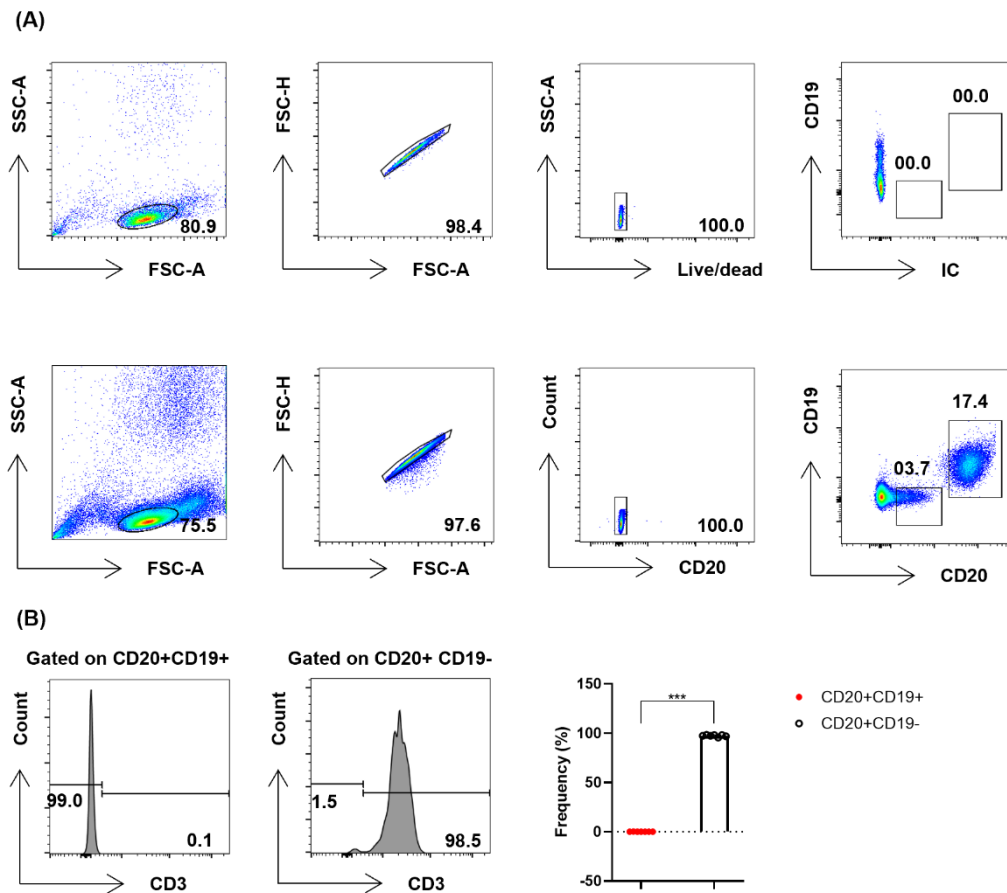 (A)
SSC-A
80.9
FSC-A
FSC-H
98.4
FSC-A
SSC-A
100.0
Live/dead
CD19
00.0
00.0
IC
SSC-A
75.5
FSC-A
FSC-H
97.6
FSC-A
Count
100.0
CD20
CD19
17.4
03.7
CD20
(B)
Gated on CD20+CD19+
Count
99.0
0.1
CD3
Gated on CD20+ CD19-
Count
1.5
98.5
CD3
Frequency (%)
150
100
50
0
-50
***
CD20+CD19+
CD20+CD19-